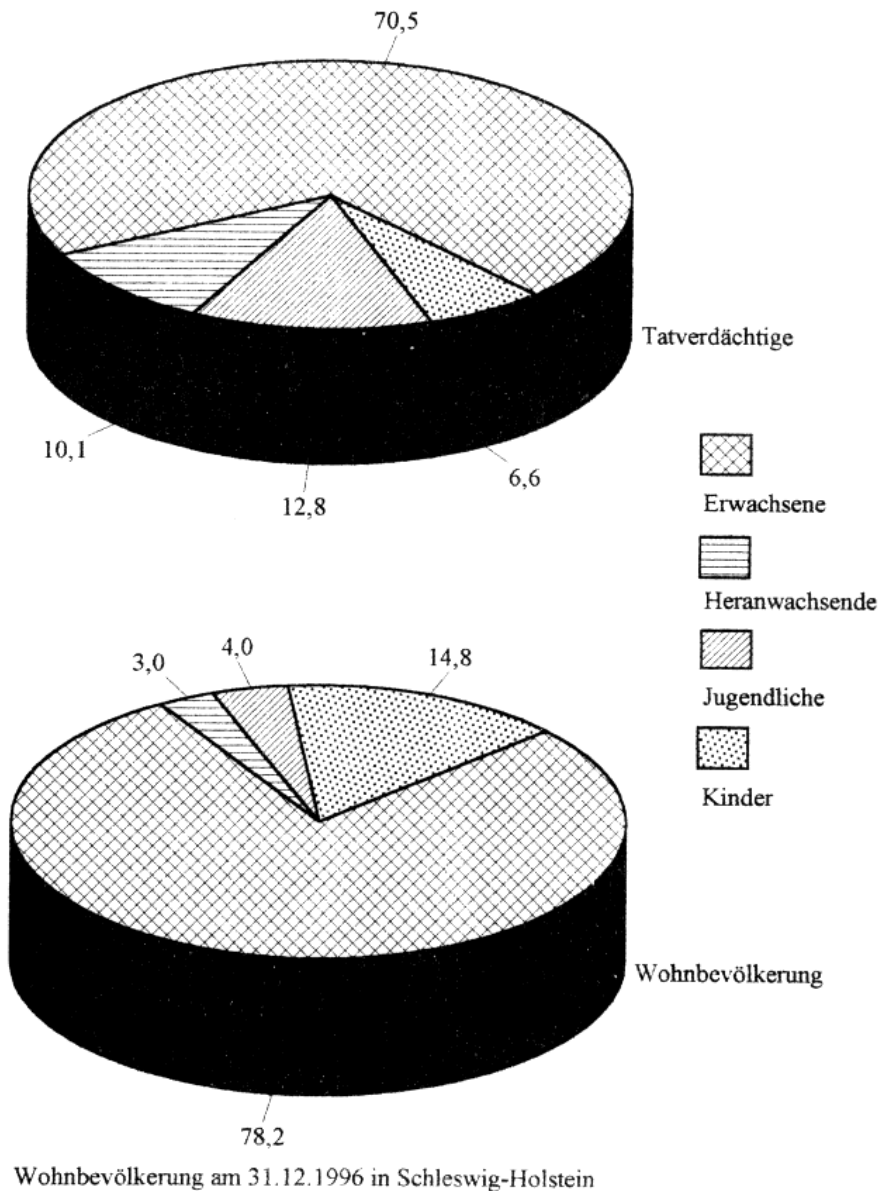 70,5
Tatverdächtige
10,1
12,8
6,6
Erwachsene
Heranwachsende
Jugendliche
Kinder
3,0
4,0
14,8
Wohnbevölkerung
78,2
Wohnbevölkerung am 31.12.1996 in Schleswig-Holstein